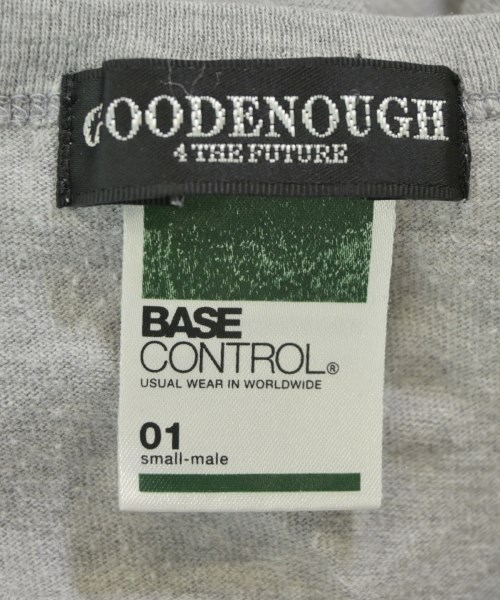 GOODENOUGH
4 THE FUTURE
BASE
CONTROL®
USUAL WEAR IN WORLDWIDE
01
small-male